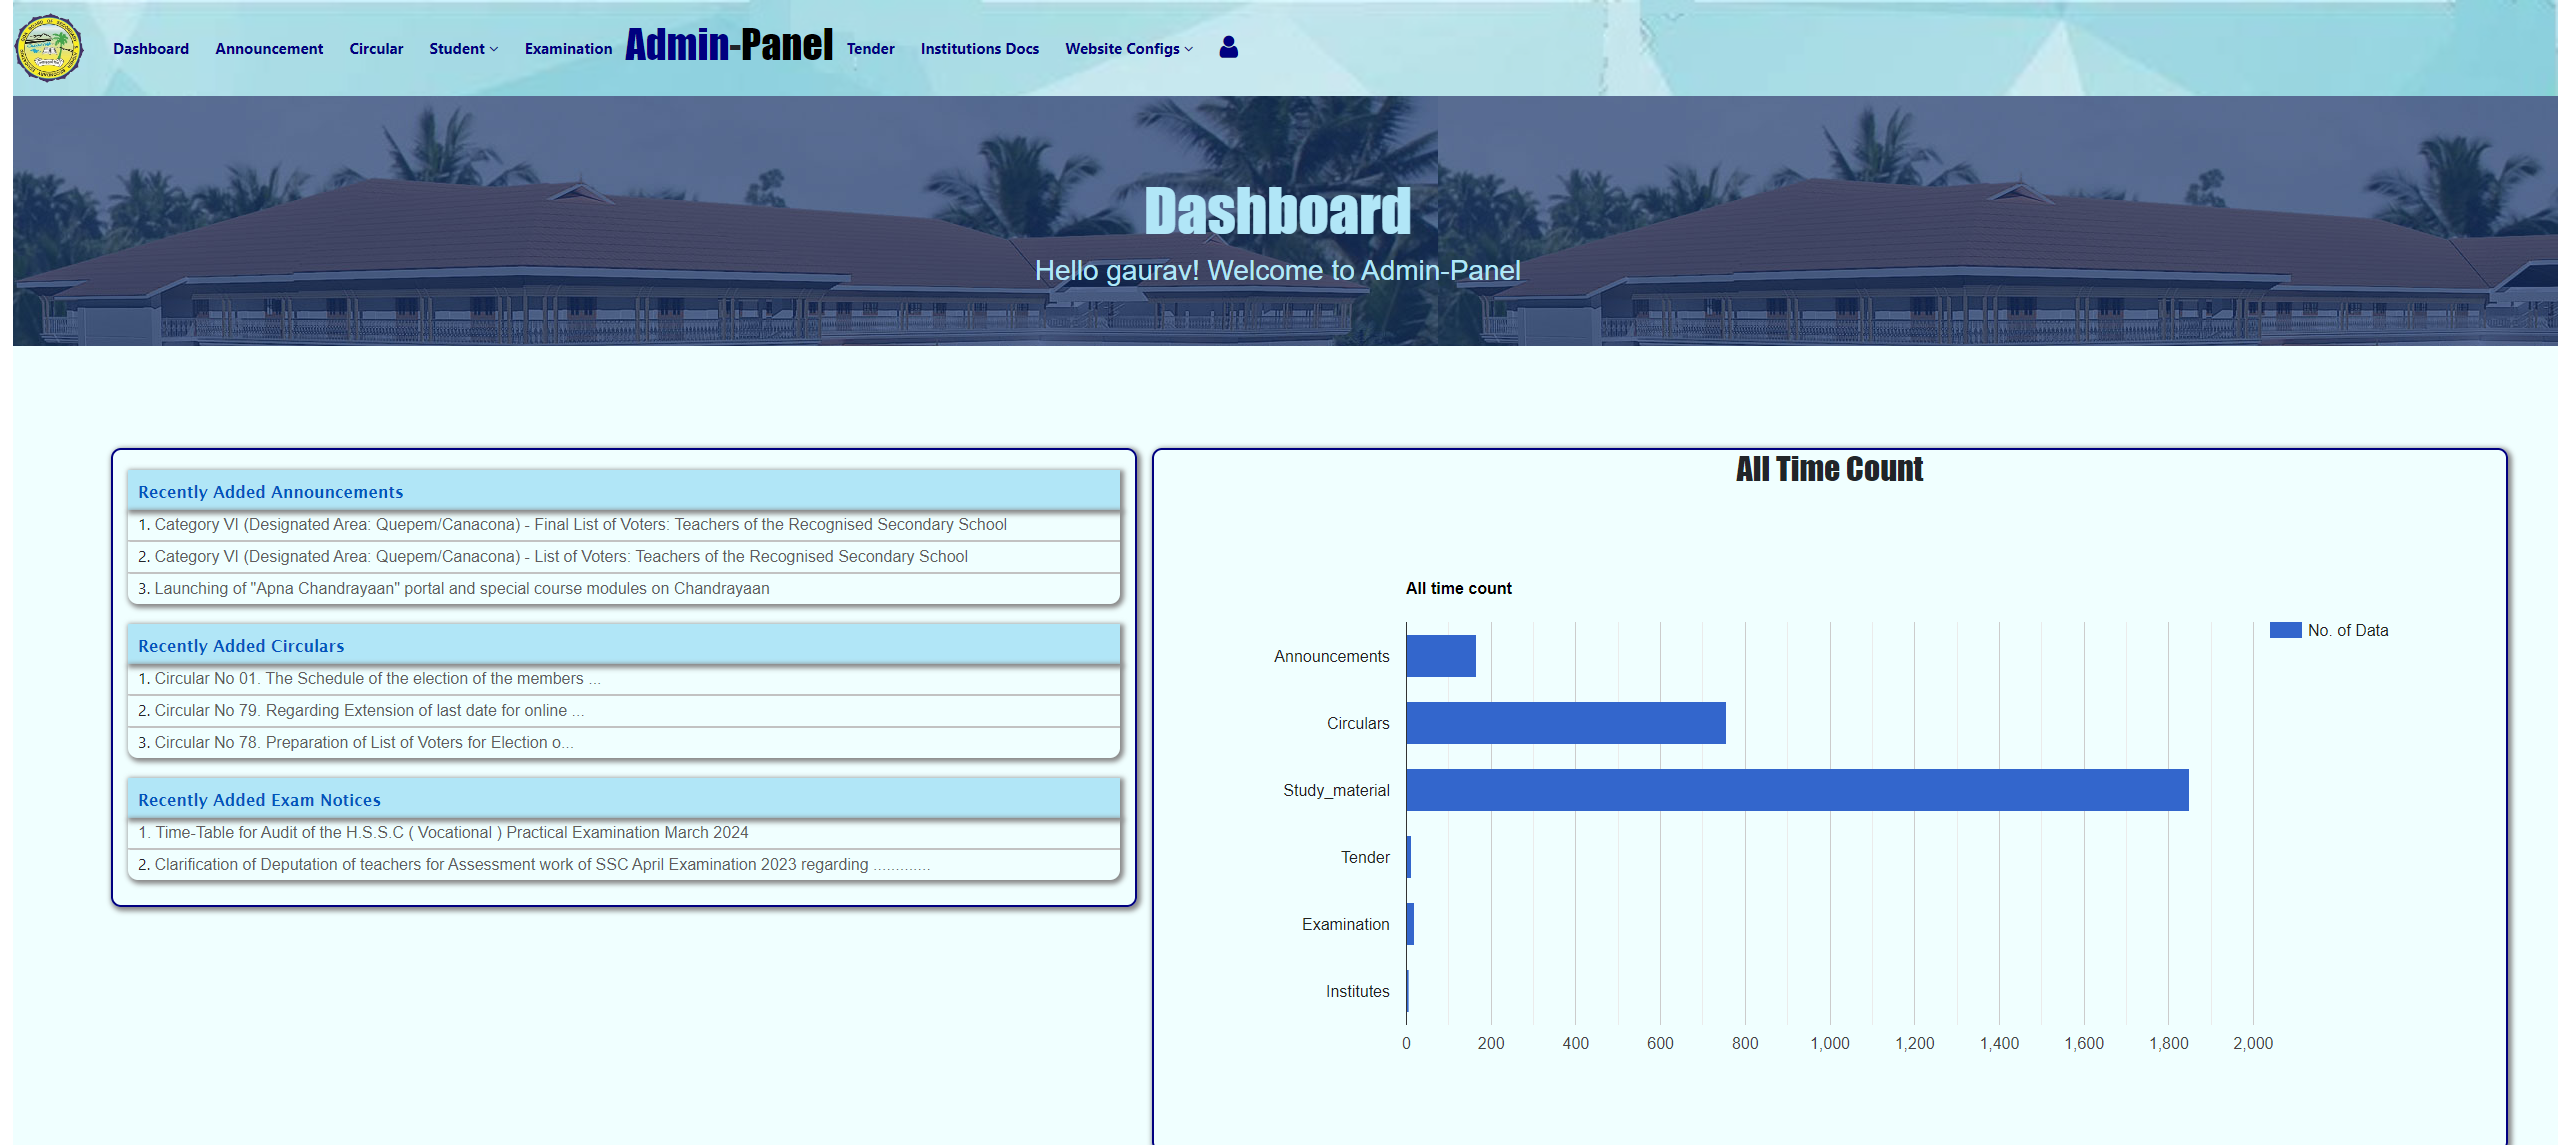 Dashboard Announcement Circular Student Examination Admin-Panel Tender Institutions Docs Website Configs
Dashboard
Hello gaurav! Welcome to Admin-Panel
Recently Added Announcements
1. Category VI (Designated Area: Quepem/Canacona) - Final List of Voters: Teachers of the Recognised Secondary School
2. Category VI (Designated Area: Quepem/Canacona) - List of Voters: Teachers of the Recognised Secondary School
3. Launching of "Apna Chandrayaan" portal and special course modules on Chandrayaan
Recently Added Circulars
1. Circular No 01. The Schedule of the election of the members ...
2. Circular No 79. Regarding Extension of last date for online ...
3. Circular No 78. Preparation of List of Voters for Election o...
Recently Added Exam Notices
1. Time-Table for Audit of the H.S.S.C ( Vocational ) Practical Examination March 2024
2. Clarification of Deputation of teachers for Assessment work of SSC April Examination 2023 regarding .............
All Time Count
All time count
No. of Data
Announcements
Circulars
Study_material
Tender
Examination
Institutes
0 200 400 600 800 1,000 1,200 1,400 1,600 1,800 2,000